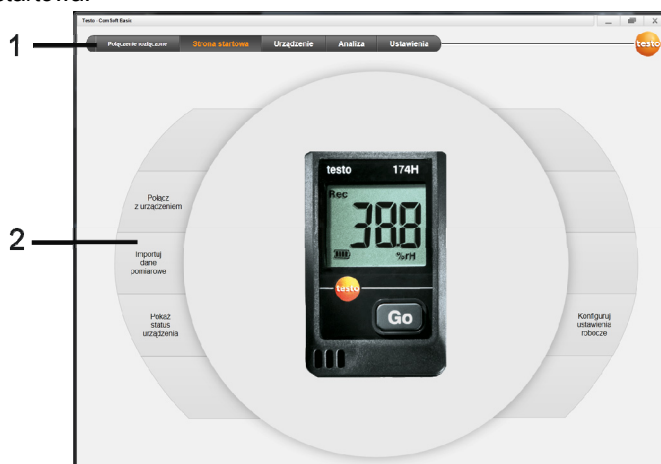 startowa.
Testo - ComSoft Basic
1
Połączenie rozłączone Strona startowa Urządzenie Analiza Ustawienia
testo
testo 174H
Rec
38.8
%rH
testo
Go
Połącz
z urządzeniem
2
Importuj
dane
pomiarowe
Pokaż
status
urządzenia
Konfiguruj
ustawienia
robocze